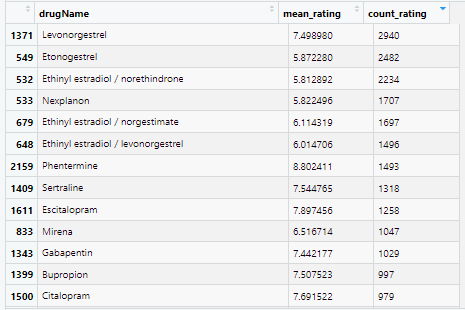 drugName mean_rating count_rating
1371 Levonorgestrel 7.498980 2940
549 Etonogestrel 5.872280 2482
532 Ethinyl estradiol / norethindrone 5.812892 2234
533 Nexplanon 5.822496 1707
679 Ethinyl estradiol / norgestimate 6.114319 1697
648 Ethinyl estradiol / levonorgestrel 6.014706 1496
2159 Phentermine 8.802411 1493
1409 Sertraline 7.544765 1318
1611 Escitalopram 7.897456 1258
833 Mirena 6.516714 1047
1343 Gabapentin 7.442177 1029
1399 Bupropion 7.507523 997
1500 Citalopram 7.691522 979